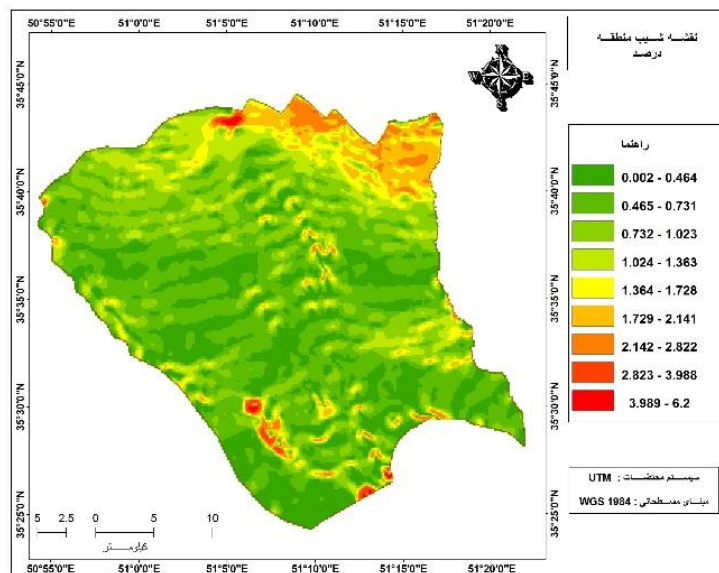 50°55'0"E 51°0'0"E 51°5'0"E 51°10'0"E 51°15'0"E 51°20'0"E
نقشه شیب منطقه
درصد
35°45'0"N
35°45'0"N
راهنما
0.002 - 0.464
0.465 - 0.731
0.732 - 1.023
1.024 - 1.363
1.364 - 1.728
1.729 - 2.141
2.142 - 2.822
2.823 - 3.988
3.989 - 6.2
35°40'0"N
35°40'0"N
35°35'0"N
35°35'0"N
35°30'0"N
35°30'0"N
35°25'0"N
35°25'0"N
سیستم مختصات : UTM
مبنای مسطحاتی : WGS 1984
5 2.5 0 5 10
کیلومتر
50°55'0"E 51°0'0"E 51°5'0"E 51°10'0"E 51°15'0"E 51°20'0"E